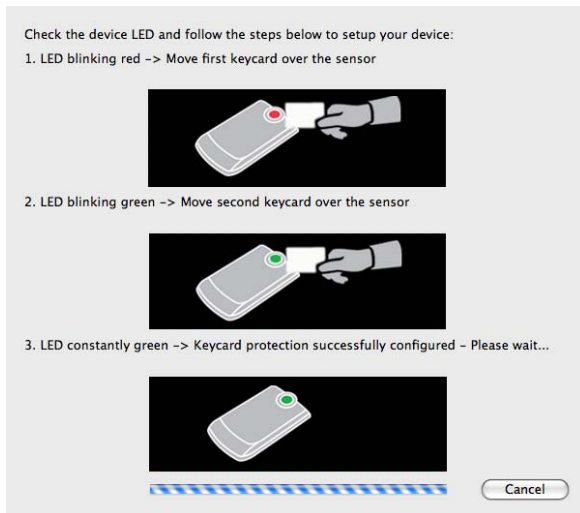 Check the device LED and follow the steps below to setup your device:
1. LED blinking red -> Move first keycard over the sensor
2. LED blinking green -> Move second keycard over the sensor
3. LED constantly green -> Keycard protection successfully configured - Please wait...
Cancel